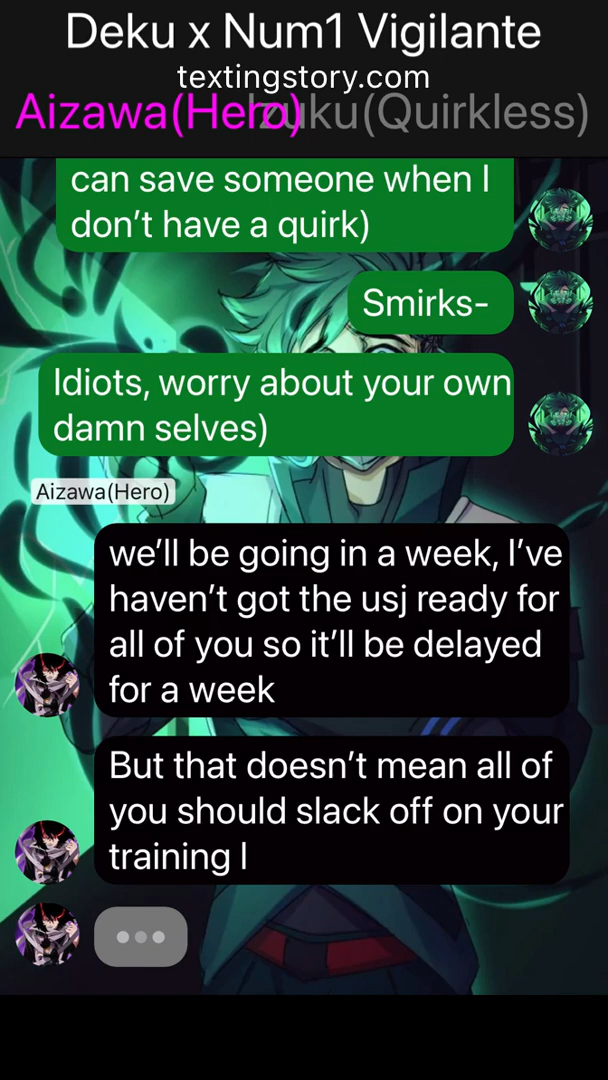 Deku x Num1 Vigilante
textingstory.com
Aizawa(Hero)
Izuku(Quirkless)
can save someone when I
don't have a quirk)
Smirks-
Idiots, worry about your own
damn selves)
Aizawa(Hero)
we'll be going in a week, I've
haven't got the usj ready for
all of you so it'll be delayed
for a week
But that doesn't mean all of
you should slack off on your
training l